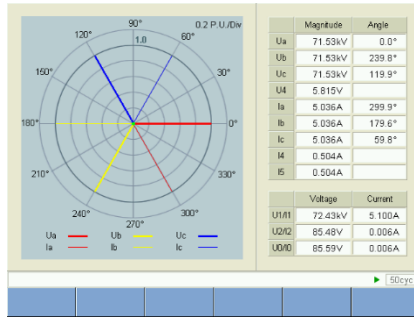 90° 0.2 P.U./Div
120° 60°
1.0
150° 30°
180° 0°
210° 330°
240° 300°
270°
Ua Ub Uc
Ia Ib Ic
Magnitude Angle
Ua 71.53kV 0.0°
Ub 71.53kV 239.8°
Uc 71.53kV 119.9°
U4 5.815V
Ia 5.036A 299.9°
Ib 5.036A 179.6°
Ic 5.036A 59.8°
I4 0.504A
I5 0.504A
Voltage Current
U1/I1 72.43kV 5.100A
U2/I2 85.48V 0.006A
U0/I0 85.59V 0.006A
50cyc